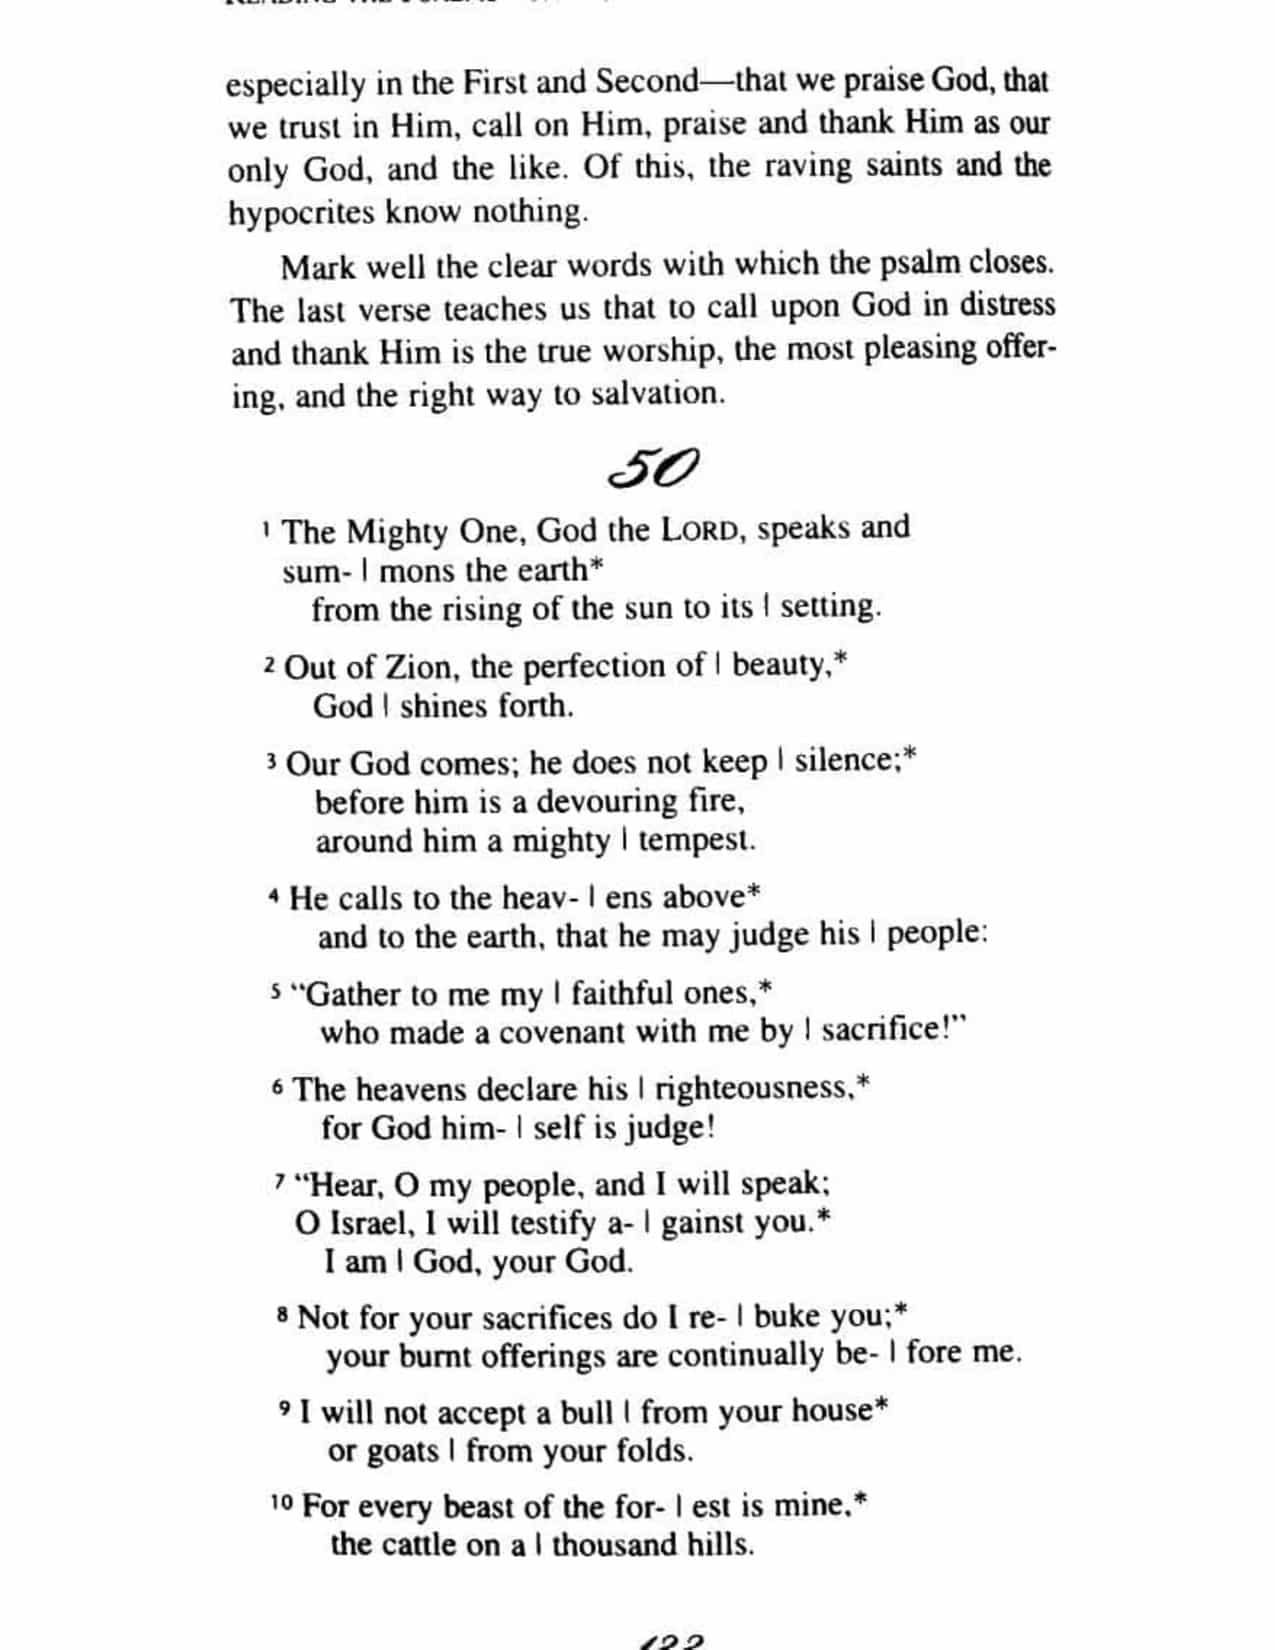 especially in the First and Second—that we praise God, that
we trust in Him, call on Him, praise and thank Him as our
only God, and the like. Of this, the raving saints and the
hypocrites know nothing.
Mark well the clear words with which the psalm closes.
The last verse teaches us that to call upon God in distress
and thank Him is the true worship, the most pleasing offer-
ing, and the right way to salvation.
50
1 The Mighty One, God the LORD, speaks and
sum- | mons the earth*
from the rising of the sun to its | setting.
2 Out of Zion, the perfection of | beauty,*
God | shines forth.
3 Our God comes; he does not keep | silence;*
before him is a devouring fire,
around him a mighty | tempest.
4 He calls to the heav- | ens above*
and to the earth, that he may judge his | people:
5 “Gather to me my | faithful ones,*
who made a covenant with me by | sacrifice!”
6 The heavens declare his | righteousness,*
for God him- | self is judge!
7 “Hear, O my people, and I will speak;
O Israel, I will testify a- | gainst you.*
I am | God, your God.
8 Not for your sacrifices do I re- | buke you;*
your burnt offerings are continually be- | fore me.
9 I will not accept a bull | from your house*
or goats | from your folds.
10 For every beast of the for- | est is mine,*
the cattle on a | thousand hills.